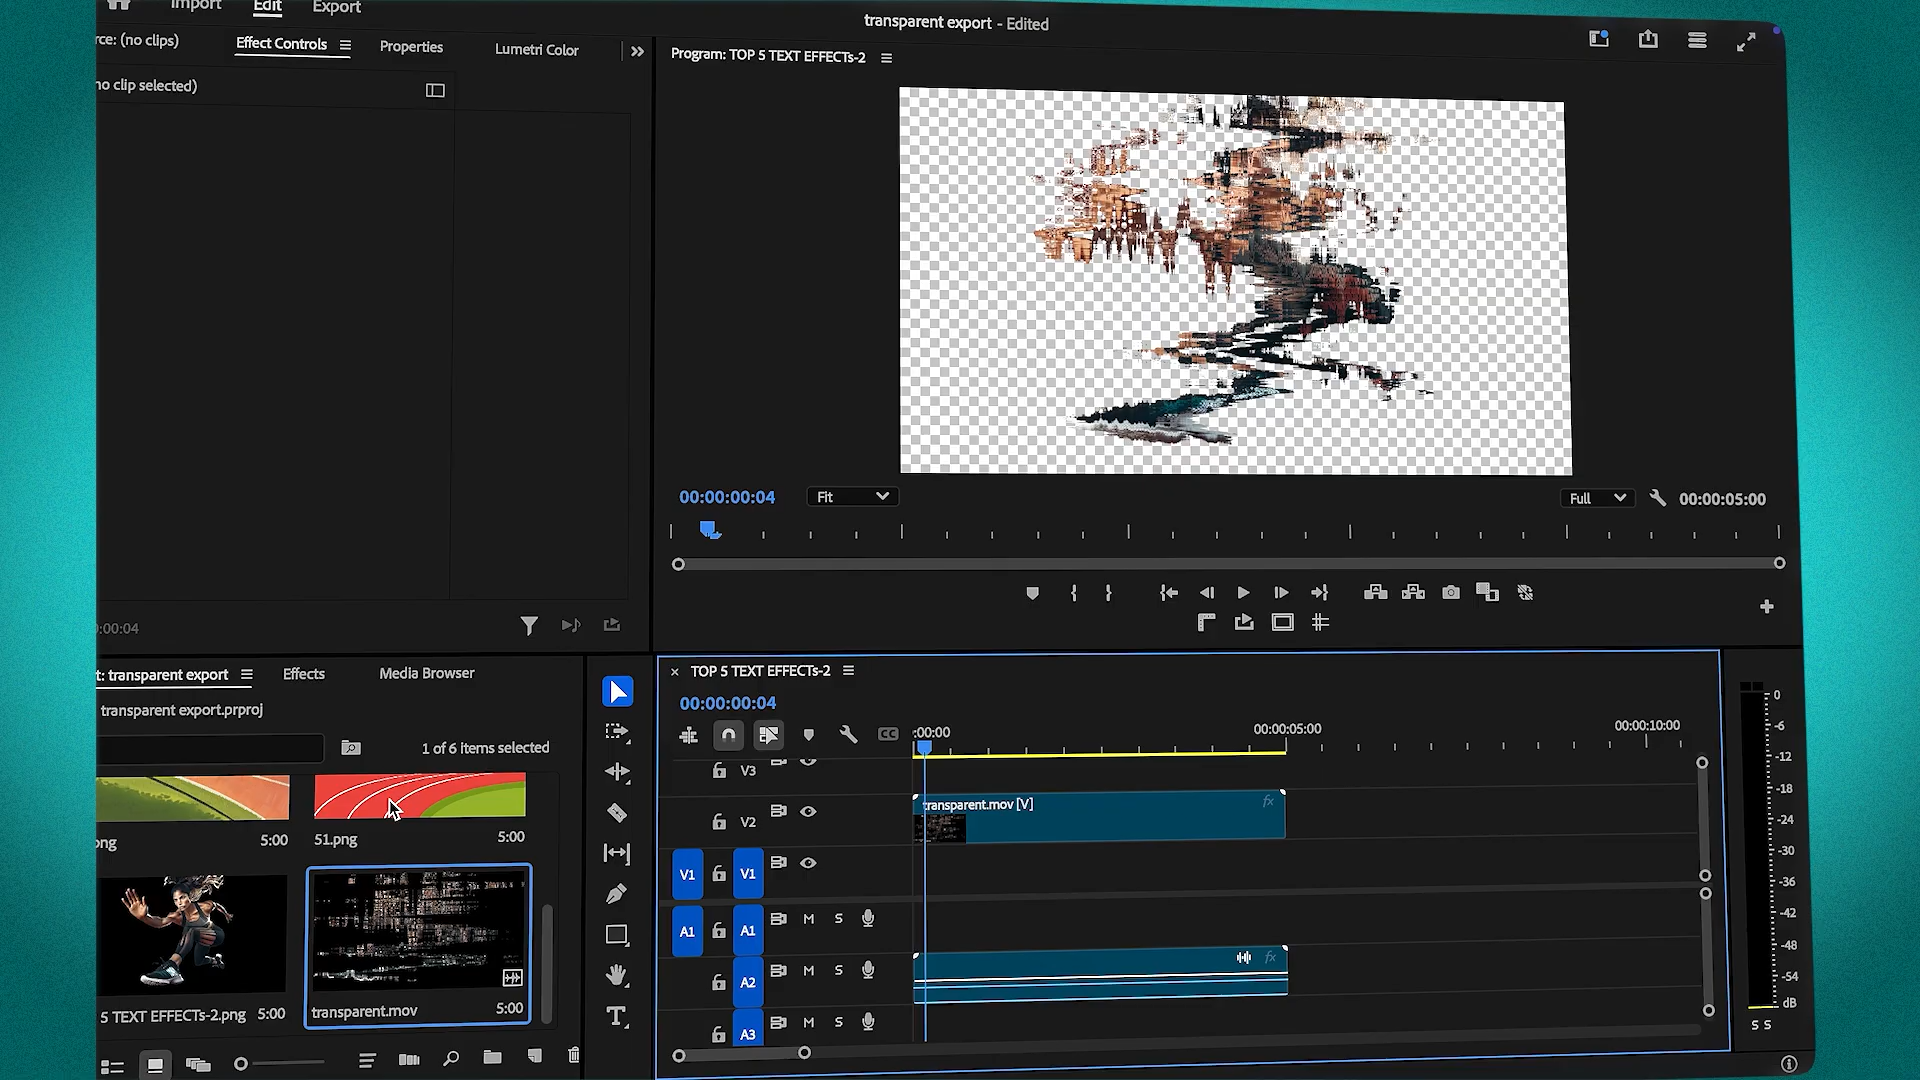 Import
Edit
Export
transparent export - Edited
rce: (no clips)
Effect Controls
Properties
Lumetri Color
Program: TOP 5 TEXT EFFECTs-2
no clip selected)
00:00:00:04
Fit
Full
00:00:05:00
:00:04
t: transparent export
Effects
Media Browser
transparent export.prproj
1 of 6 items selected
ong
5:00
51.png
5:00
5 TEXT EFFECTs-2.png
5:00
transparent.mov
5:00
TOP 5 TEXT EFFECTs-2
00:00:00:04
CC
:00:00
00:00:05:00
00:00:10:00
V3
transparent.mov [V]
fx
V2
V1
V1
A1
A1
M
S
A2
M
S
fx
A3
M
S
0
-6
-12
-18
-24
-30
-36
-42
-48
-54
dB
S S